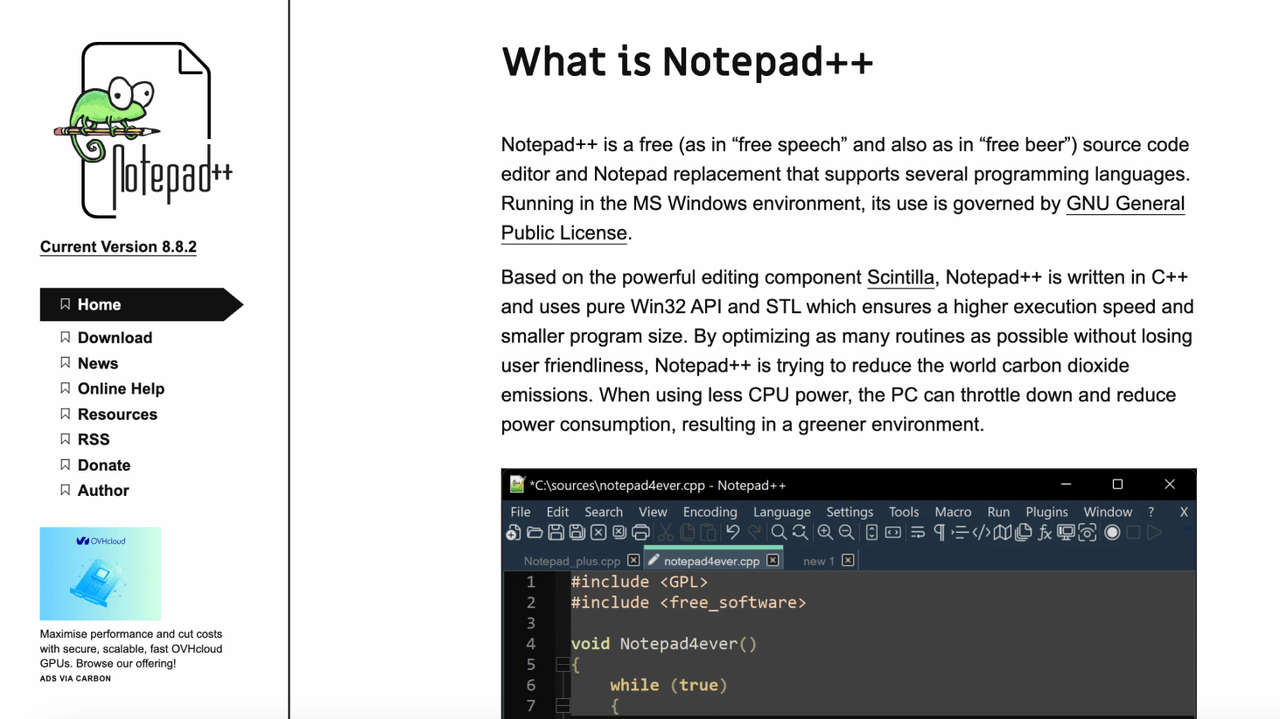 Notepad++
Current Version 8.8.2
Home
Download
News
Online Help
Resources
RSS
Donate
Author
OVHcloud
Maximise performance and cut costs
with secure, scalable, fast OVHcloud
GPUs. Browse our offering!
ADS VIA CARBON
What is Notepad++
Notepad++ is a free (as in “free speech” and also as in “free beer”) source code
editor and Notepad replacement that supports several programming languages.
Running in the MS Windows environment, its use is governed by GNU General
Public License.
Based on the powerful editing component Scintilla, Notepad++ is written in C++
and uses pure Win32 API and STL which ensures a higher execution speed and
smaller program size. By optimizing as many routines as possible without losing
user friendliness, Notepad++ is trying to reduce the world carbon dioxide
emissions. When using less CPU power, the PC can throttle down and reduce
power consumption, resulting in a greener environment.
*C:\sources\notepad4ever.cpp - Notepad++
File Edit Search View Encoding Language Settings Tools Macro Run Plugins Window ? X
Notepad_plus.cpp notepad4ever.cpp new 1
1 #include <GPL>
2 #include <free_software>
3
4 void Notepad4ever()
5 {
6 while (true)
7 {